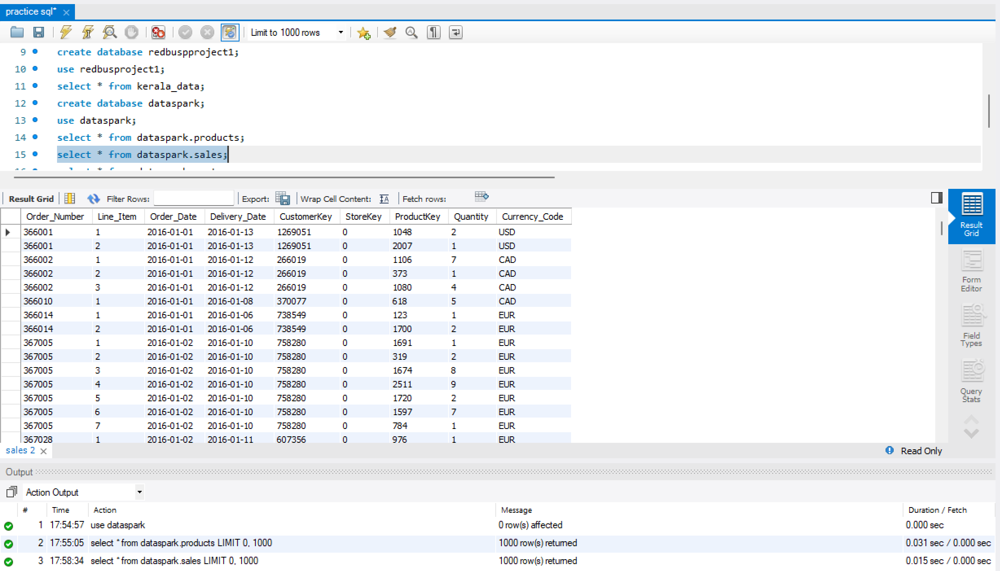 practice sql*
Limit to 1000 rows
9 create database redbuspproject1;
10 use redbusproject1;
11 select * from kerala_data;
12 create database dataspark;
13 use dataspark;
14 select * from dataspark.products;
15 select * from dataspark.sales;
Result Grid Filter Rows: Export: Wrap Cell Content: Fetch rows:
Order_Number Line_Item Order_Date Delivery_Date CustomerKey StoreKey ProductKey Quantity Currency_Code
366001 1 2016-01-01 2016-01-13 1269051 0 1048 2 USD
366001 2 2016-01-01 2016-01-13 1269051 0 2007 1 USD
366002 1 2016-01-01 2016-01-12 266019 0 1106 7 CAD
366002 2 2016-01-01 2016-01-12 266019 0 373 1 CAD
366002 3 2016-01-01 2016-01-12 266019 0 1080 4 CAD
366010 1 2016-01-01 2016-01-08 370077 0 618 5 CAD
366014 1 2016-01-01 2016-01-06 738549 0 123 1 EUR
366014 2 2016-01-01 2016-01-06 738549 0 1700 2 EUR
367005 1 2016-01-02 2016-01-10 758280 0 1691 1 EUR
367005 2 2016-01-02 2016-01-10 758280 0 319 2 EUR
367005 3 2016-01-02 2016-01-10 758280 0 1674 8 EUR
367005 4 2016-01-02 2016-01-10 758280 0 2511 9 EUR
367005 5 2016-01-02 2016-01-10 758280 0 1720 2 EUR
367005 6 2016-01-02 2016-01-10 758280 0 1597 7 EUR
367005 7 2016-01-02 2016-01-10 758280 0 784 1 EUR
367028 1 2016-01-02 2016-01-11 607356 0 976 1 EUR
Result
Grid
Form
Editor
Field
Types
Query
Stats
sales 2
Read Only
Output
Action Output
# Time Action Message Duration / Fetch
1 17:54:57 use dataspark 0 row(s) affected 0.000 sec
2 17:55:05 select * from dataspark.products LIMIT 0, 1000 1000 row(s) returned 0.031 sec / 0.000 sec
3 17:58:34 select * from dataspark.sales LIMIT 0, 1000 1000 row(s) returned 0.015 sec / 0.000 sec